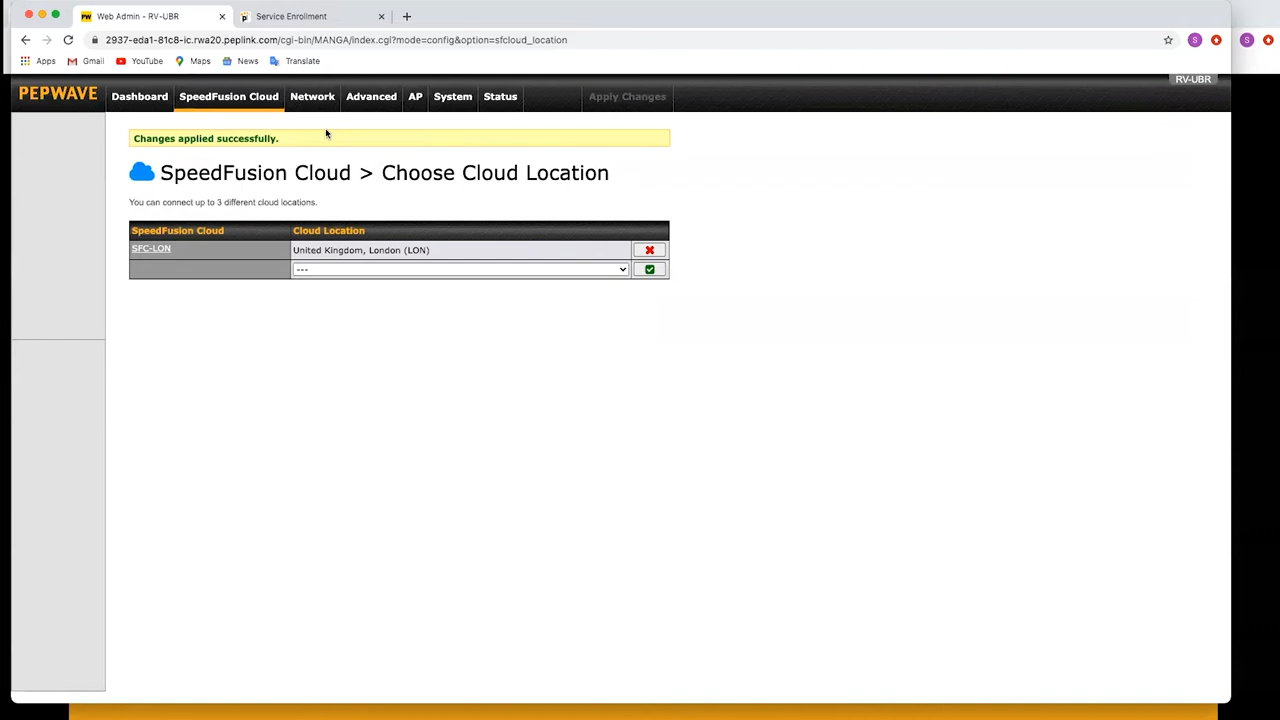 Web Admin - RV-UBR
Service Enrollment
2937-eda1-81c8-ic.rwa20.peplink.com/cgi-bin/MANGA/index.cgi?mode=config&option=sfcloud_location
Apps Gmail YouTube Maps News Translate
RV-UBR
PEPWAVE Dashboard SpeedFusion Cloud Network Advanced AP System Status Apply Changes
Changes applied successfully.
SpeedFusion Cloud > Choose Cloud Location
You can connect up to 3 different cloud locations.
SpeedFusion Cloud Cloud Location
SFC-LON United Kingdom, London (LON)
---